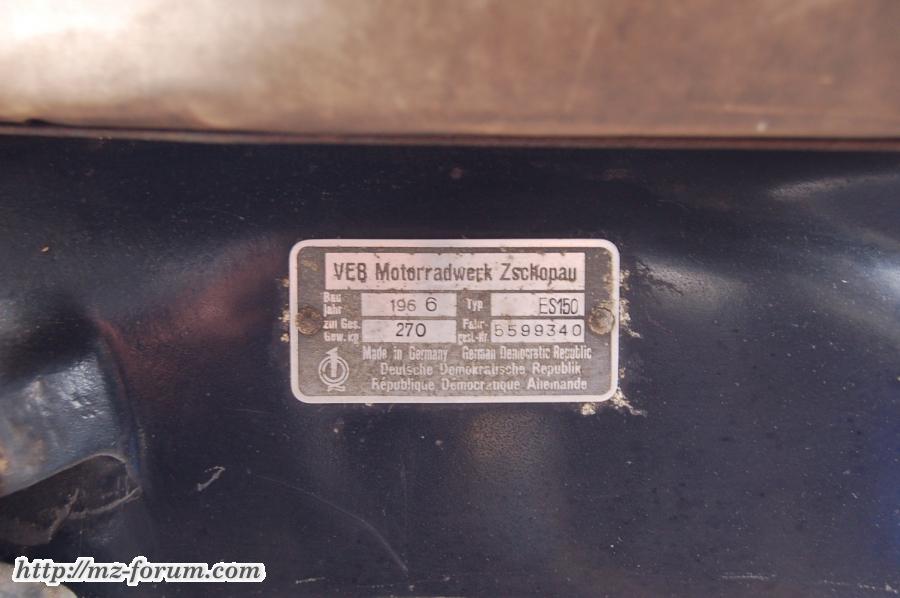 VEB Motorradwerk Zschopau
Bau
jahr
196 6
Typ
ES150
zul Ges.
Gew. kg
270
Fahr-
gest.-Nr.
5599340
Made in Germany German Democratic Republic
Deutsche Demokratische Republik
République Démocratique Allemande
http://mz-forum.com